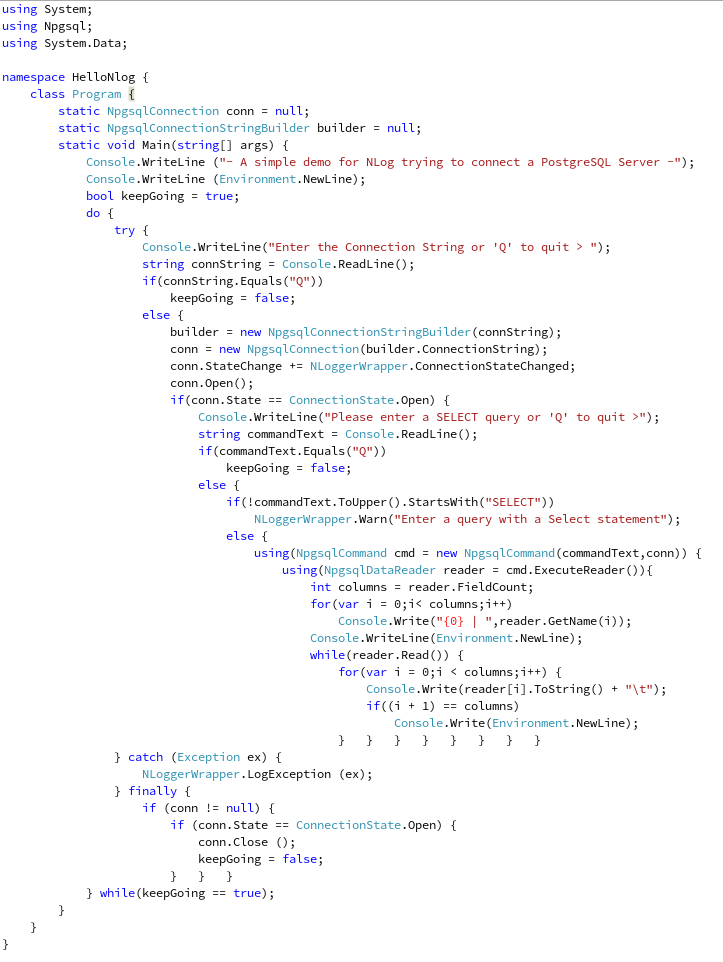 using System;
using Npgsql;
using System.Data;

namespace HelloNlog {
    class Program {
        static NpgsqlConnection conn = null;
        static NpgsqlConnectionStringBuilder builder = null;
        static void Main(string[] args) {
            Console.WriteLine ("- A simple demo for NLog trying to connect a PostgreSQL Server -");
            Console.WriteLine (Environment.NewLine);
            bool keepGoing = true;
            do {
                try {
                    Console.WriteLine("Enter the Connection String or 'Q' to quit > ");
                    string connString = Console.ReadLine();
                    if(connString.Equals("Q"))
                        keepGoing = false;
                    else {
                        builder = new NpgsqlConnectionStringBuilder(connString);
                        conn = new NpgsqlConnection(builder.ConnectionString);
                        conn.StateChange += NLoggerWrapper.ConnectionStateChanged;
                        conn.Open();
                        if(conn.State == ConnectionState.Open) {
                            Console.WriteLine("Please enter a SELECT query or 'Q' to quit >");
                            string commandText = Console.ReadLine();
                            if(commandText.Equals("Q"))
                                keepGoing = false;
                            else {
                                if(!commandText.ToUpper().StartsWith("SELECT"))
                                    NLoggerWrapper.Warn("Enter a query with a Select statement");
                                else {
                                    using(NpgsqlCommand cmd = new NpgsqlCommand(commandText,conn)) {
                                        using(NpgsqlDataReader reader = cmd.ExecuteReader()){
                                            int columns = reader.FieldCount;
                                            for(var i = 0;i< columns;i++)
                                                Console.Write("{0} | ",reader.GetName(i));
                                            Console.WriteLine(Environment.NewLine);
                                            while(reader.Read()) {
                                                for(var i = 0;i < columns;i++) {
                                                    Console.Write(reader[i].ToString() + "\t");
                                                    if((i + 1) == columns)
                                                        Console.Write(Environment.NewLine);
                                                }   }   }   }   }   }   }   }
                } catch (Exception ex) {
                    NLoggerWrapper.LogException (ex);
                } finally {
                    if (conn != null) {
                        if (conn.State == ConnectionState.Open) {
                            conn.Close ();
                            keepGoing = false;
                        }   }   }
            } while(keepGoing == true);
        }
    }
}